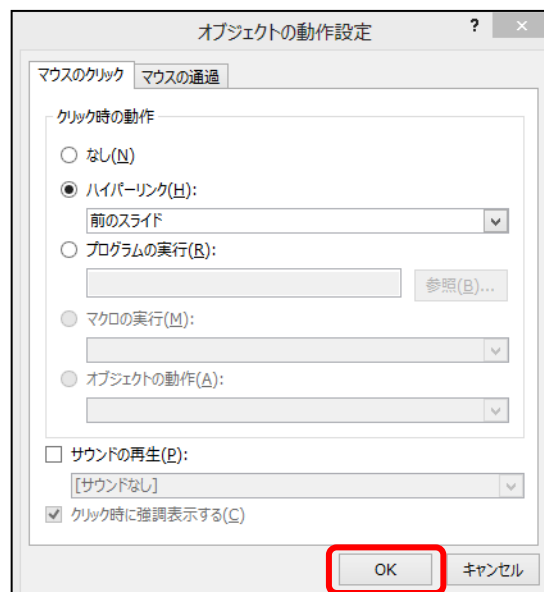 オブジェクトの動作設定 ?
マウスのクリック マウスの通過
クリック時の動作
なし(N)
ハイパーリンク(H):
前のスライド
プログラムの実行(R):
参照(B)...
マクロの実行(M):
オブジェクトの動作(A):
サウンドの再生(P):
[サウンドなし]
クリック時に強調表示する(C)
OK キャンセル